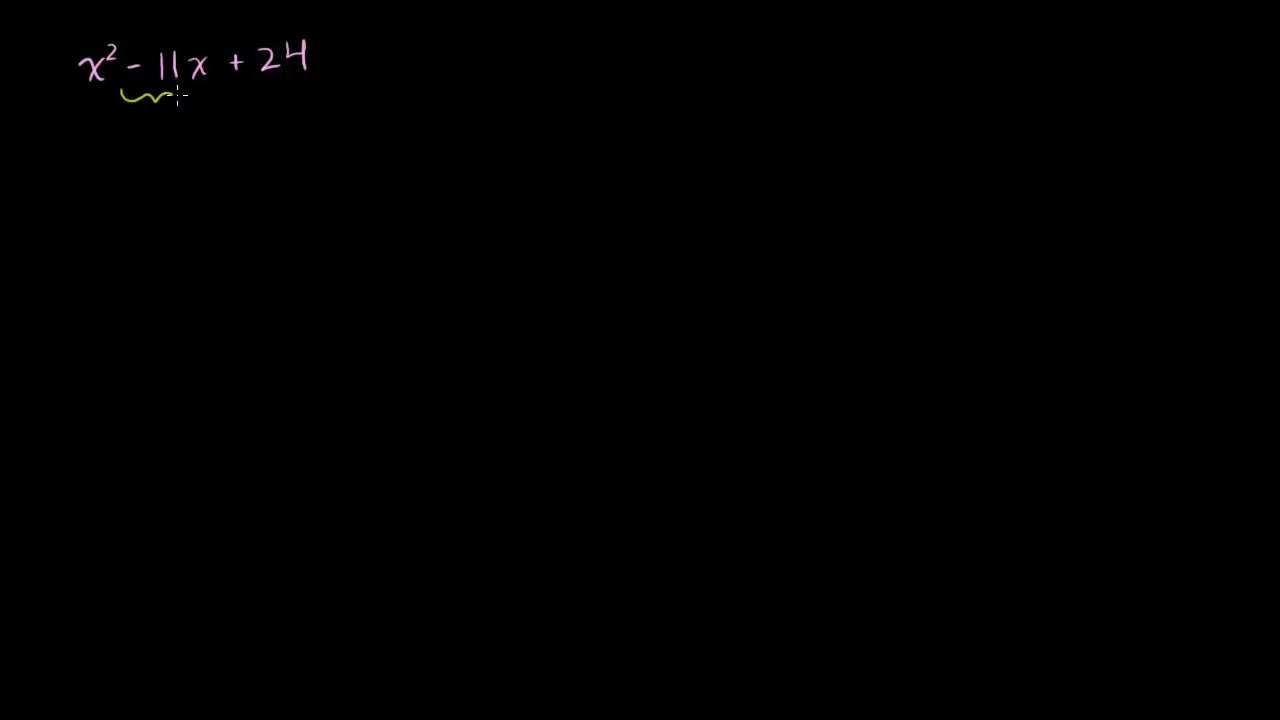 x² - 11x + 24